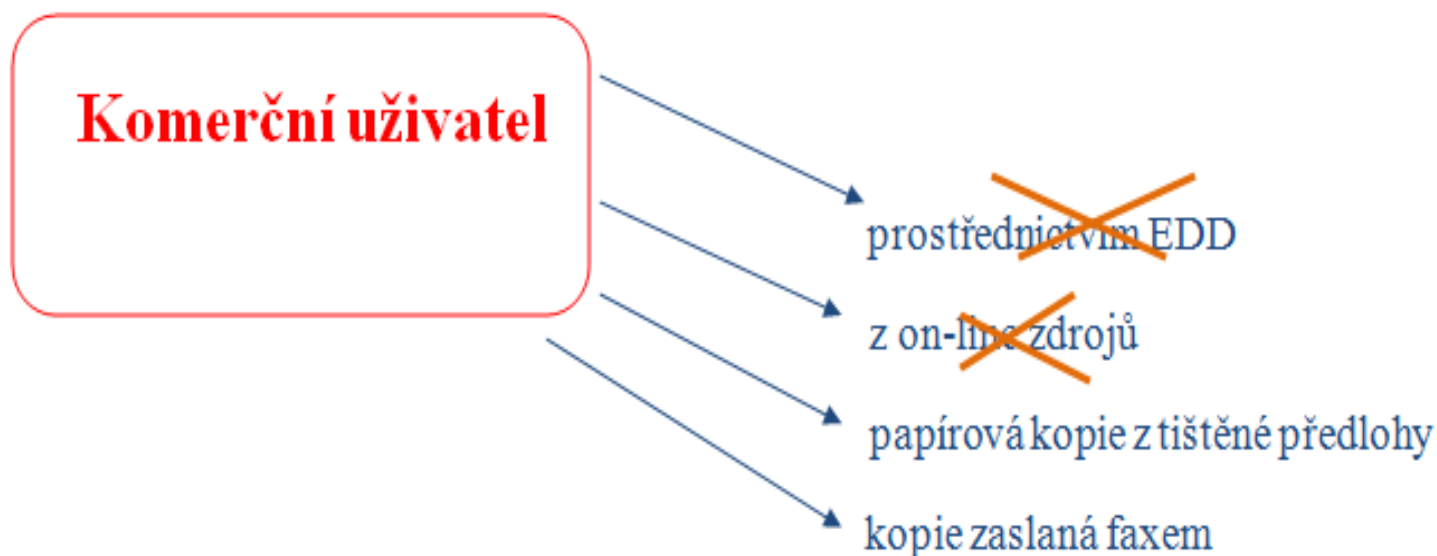 Komerční uživatel
prostřednictvím EDD
z on-line zdrojů
papírová kopie z tištěné předlohy
kopie zaslaná faxem